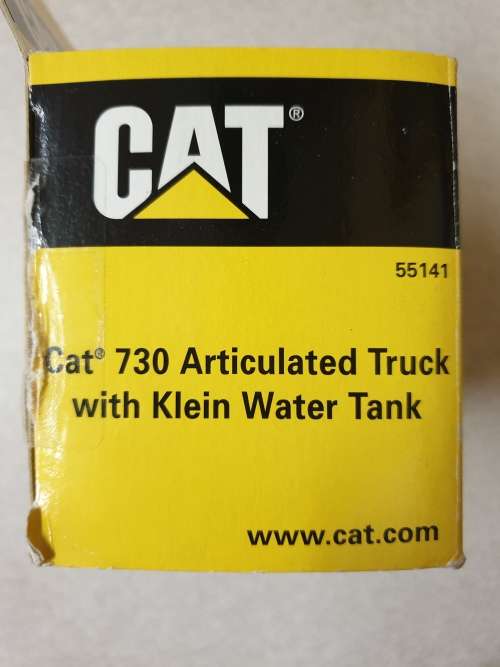 CAT®
55141
Cat® 730 Articulated Truck
with Klein Water Tank
www.cat.com